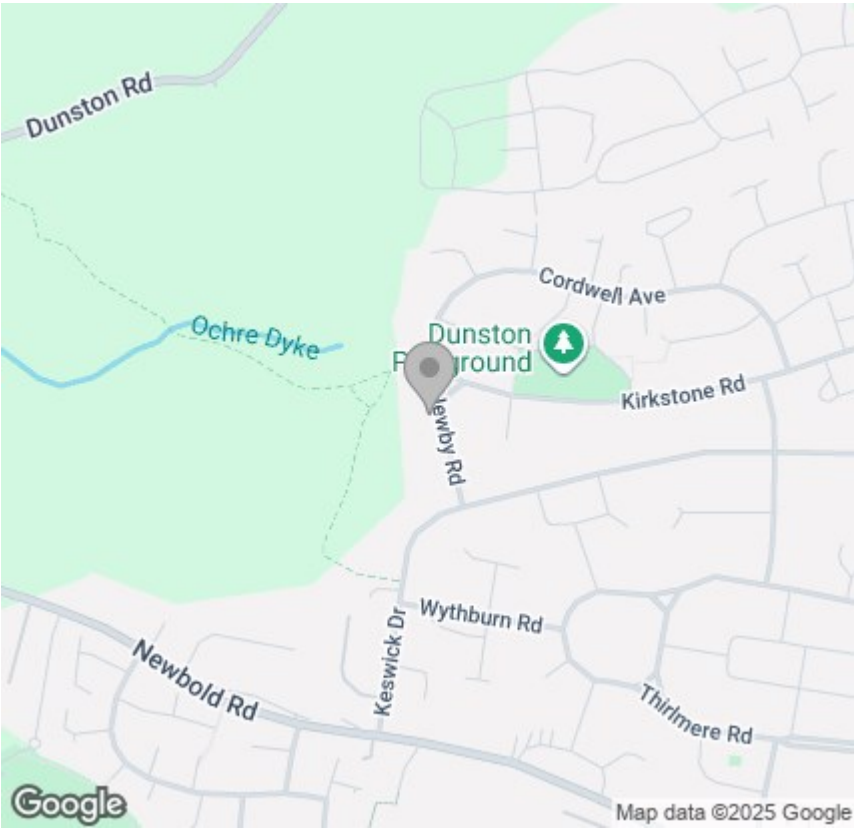 Dunston Rd
Cordwell Ave
Ochre Dyke
Dunston
Kirkstone Rd
Rd
Wythburn Rd
Keswick Dr
Newbold Rd
Thirlmere Rd
Google
Map data ©2025 Google